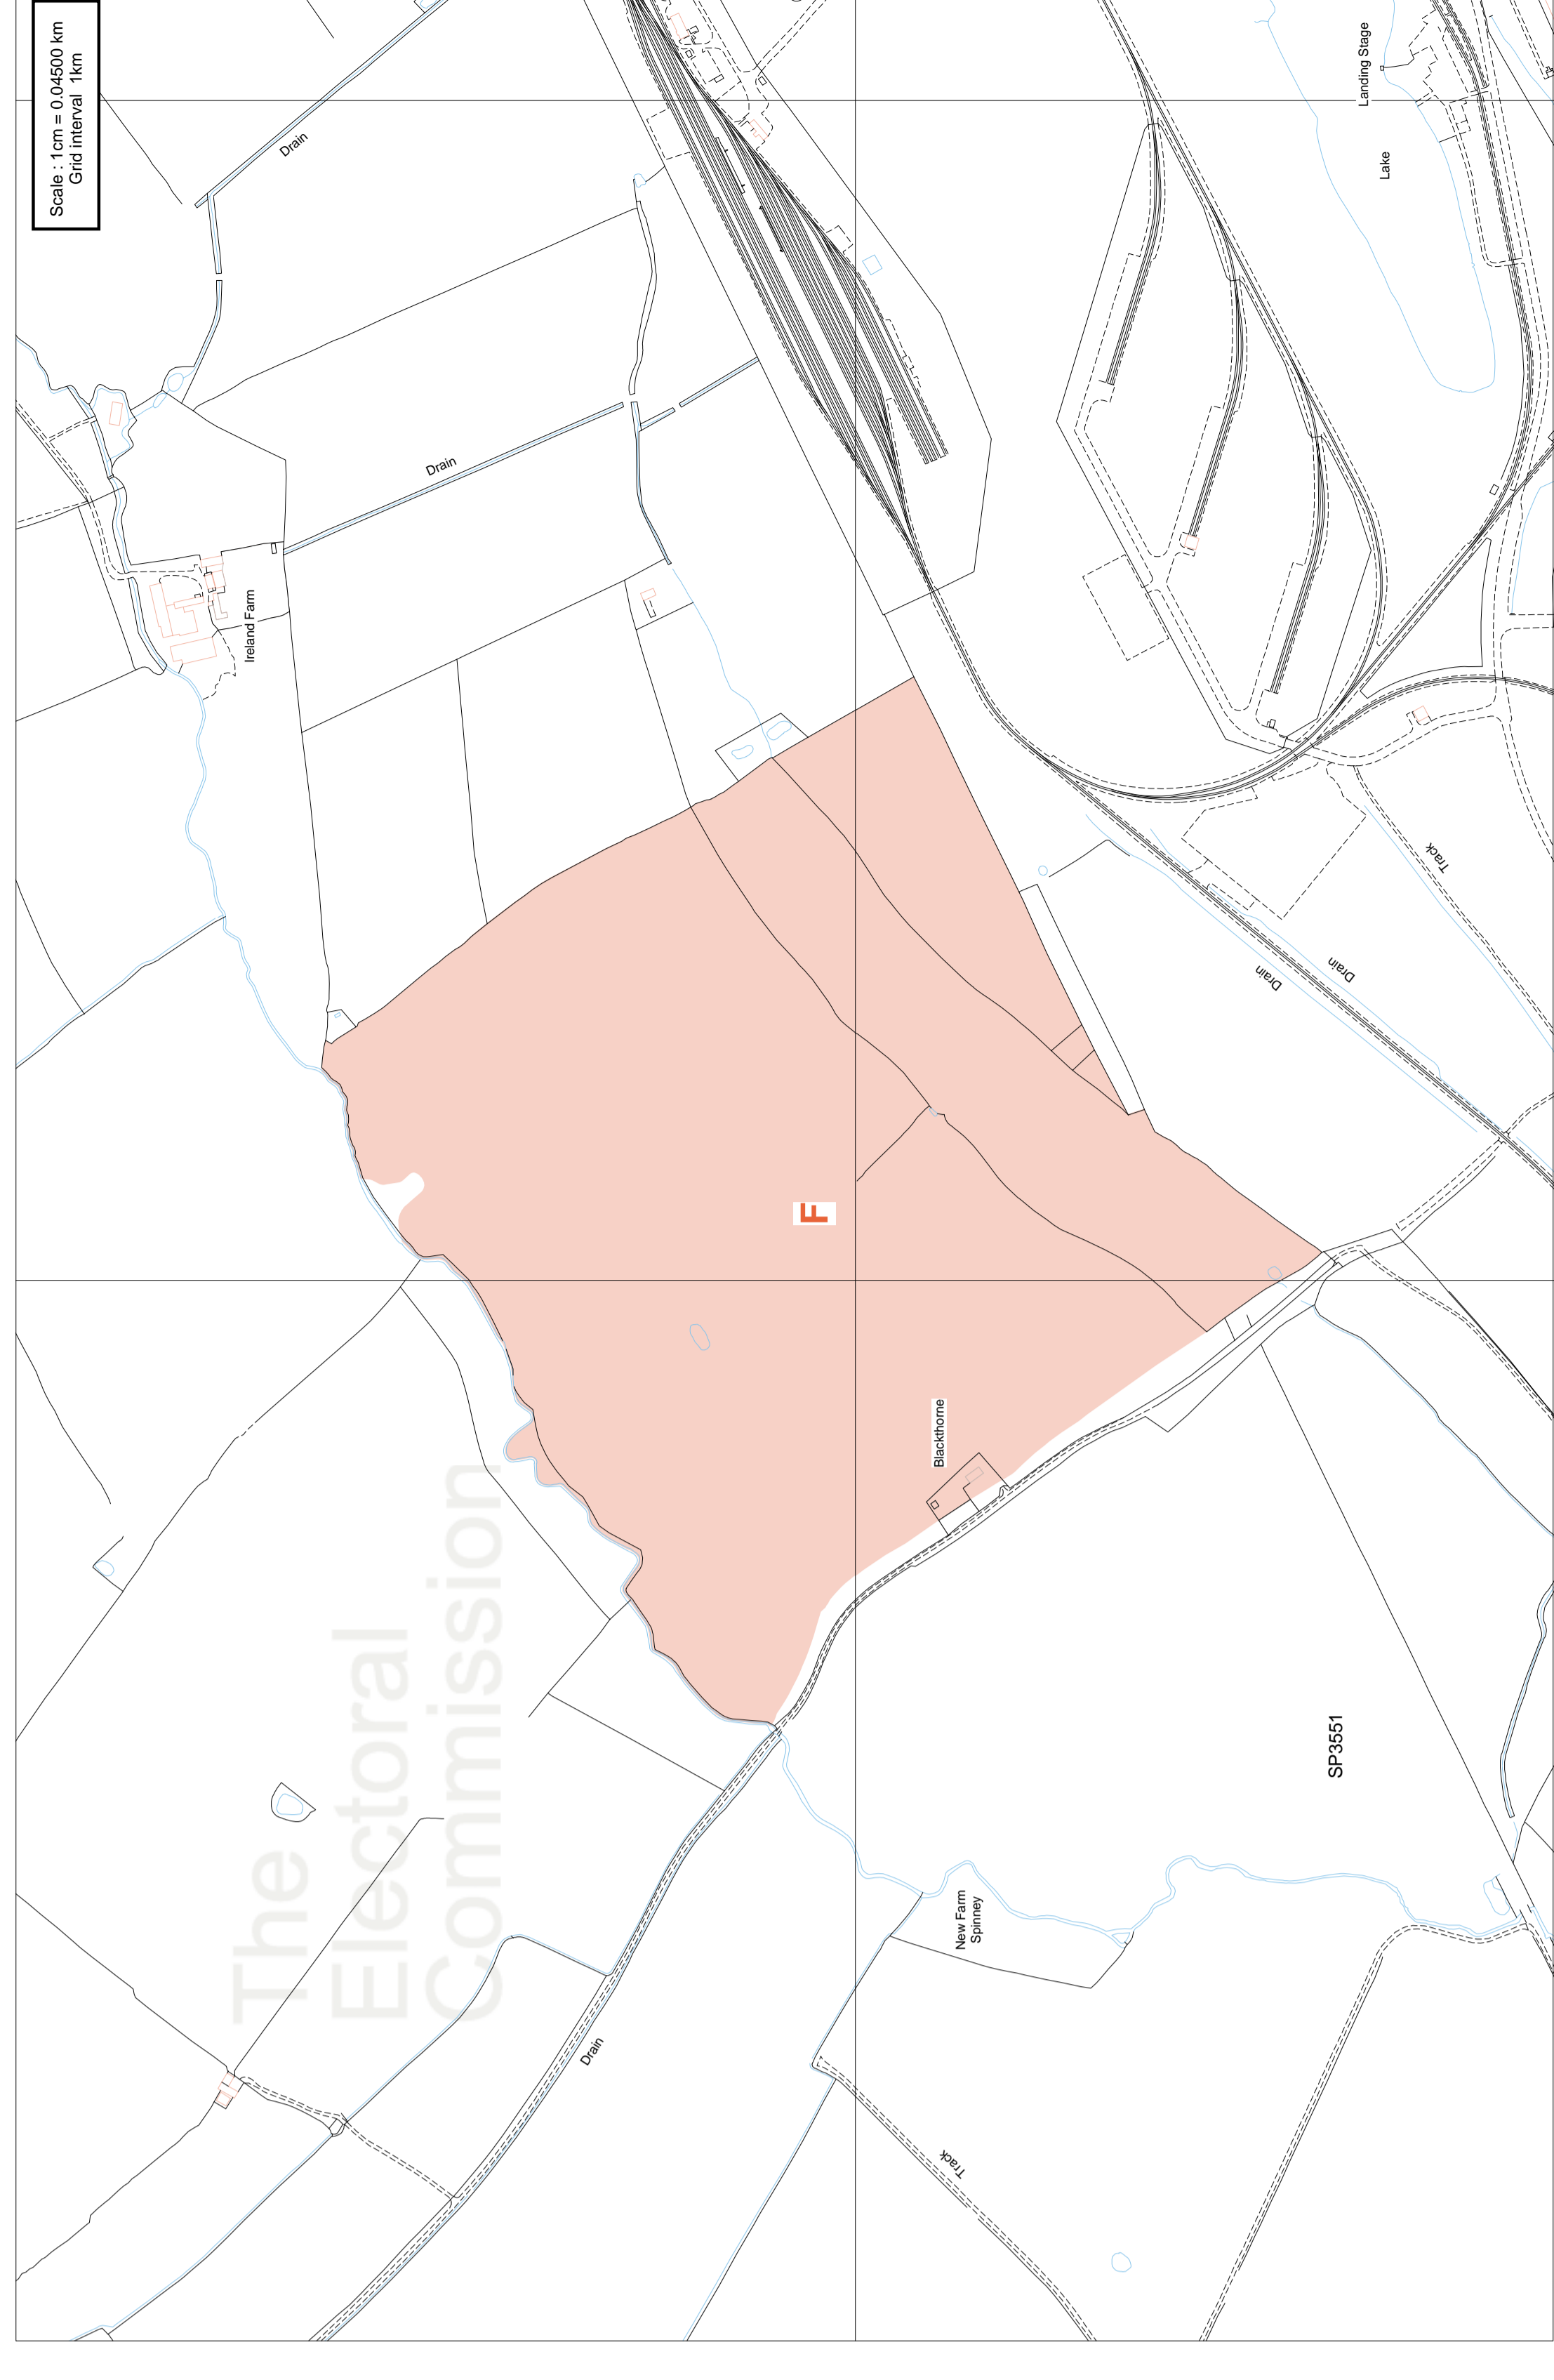 Scale : 1cm = 0.04500 km
Grid interval 1km
Drain
Landing Stage
Lake
Drain
Ireland Farm
Track
Drain
Drain
F
Blackthorne
The
Electoral
Commission
SP3551
New Farm
Spinney
Drain
Track